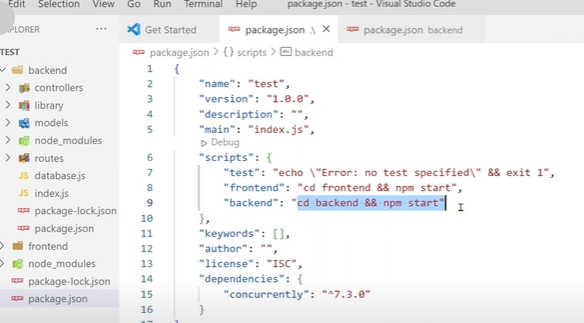 Edit Selection View Go Run Terminal Help package.json - test - Visual Studio Code
EXPLORER ... Get Started package.json .\ package.json backend
package.json > {} scripts > backend
TEST
backend
controllers
library
models
node_modules
routes
database.js
index.js
package-lock.json
package.json
frontend
node_modules
package-lock.json
package.json
1 {
2 "name": "test",
3 "version": "1.0.0",
4 "description": "",
5 "main": "index.js",
Debug
6 "scripts": {
7 "test": "echo \"Error: no test specified\" && exit 1",
8 "frontend": "cd frontend && npm start",
9 "backend": "cd backend && npm start"
10 },
11 "keywords": [],
12 "author": "",
13 "license": "ISC",
14 "dependencies": {
15 "concurrently": "^7.3.0"
16 }
17 }